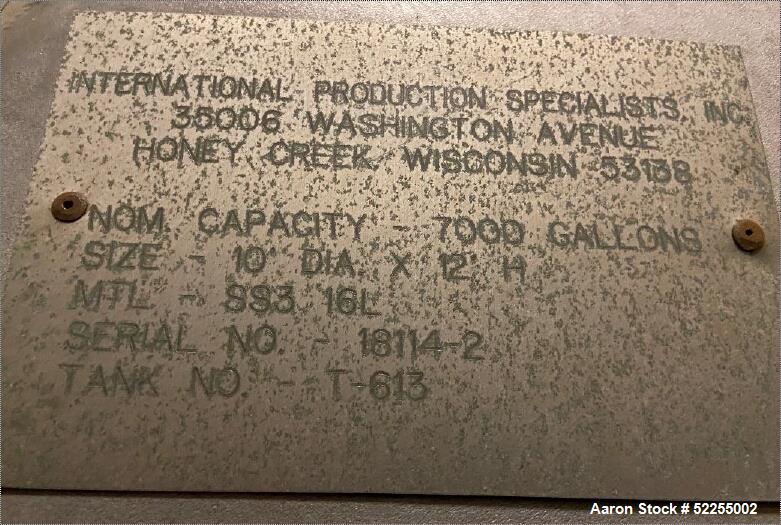 INTERNATIONAL PRODUCTION SPECIALISTS, INC.
35006 WASHINGTON AVENUE
HONEY CREEK, WISCONSIN 53138
NOM. CAPACITY - 7000 GALLONS
SIZE - 10' DIA X 12' H
MTL - SS3 16L
SERIAL NO. - 18114-2
TANK NO. - T-613
Aaron Stock # 52255002